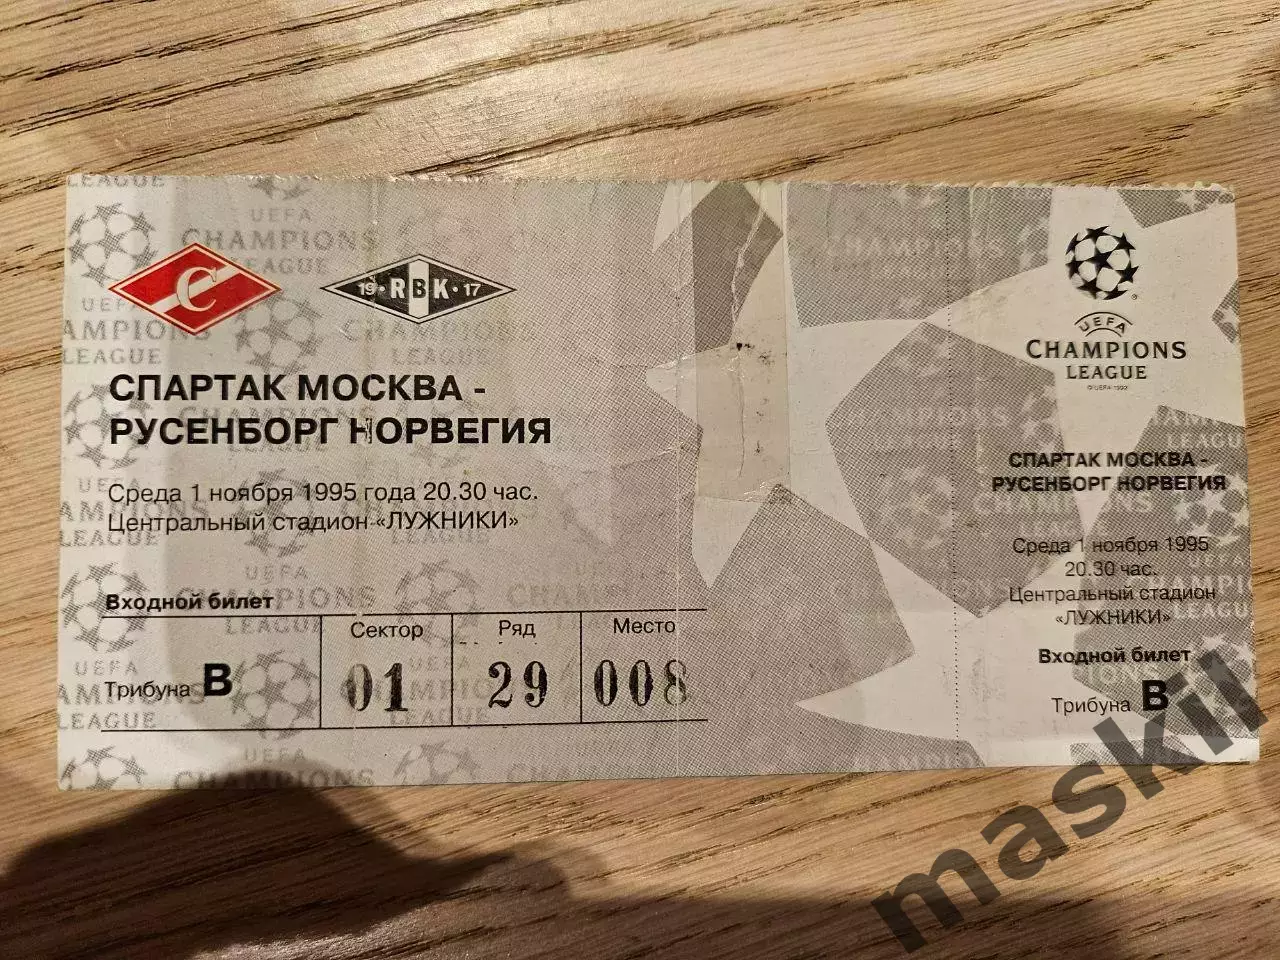 С
19 · RBK · 17
СПАРТАК МОСКВА -
РУСЕНБОРГ НОРВЕГИЯ
Среда 1 ноября 1995 года 20.30 час.
Центральный стадион «ЛУЖНИКИ»
Входной билет
Трибуна В
Сектор
01
Ряд
29
Место
008
UEFA
CHAMPIONS
LEAGUE
© UEFA 1992
СПАРТАК МОСКВА -
РУСЕНБОРГ НОРВЕГИЯ
Среда 1 ноября 1995
20.30 час.
Центральный стадион
«ЛУЖНИКИ»
Входной билет
Трибуна В
UEFA
CHAMPIONS
LEAGUE
maskil